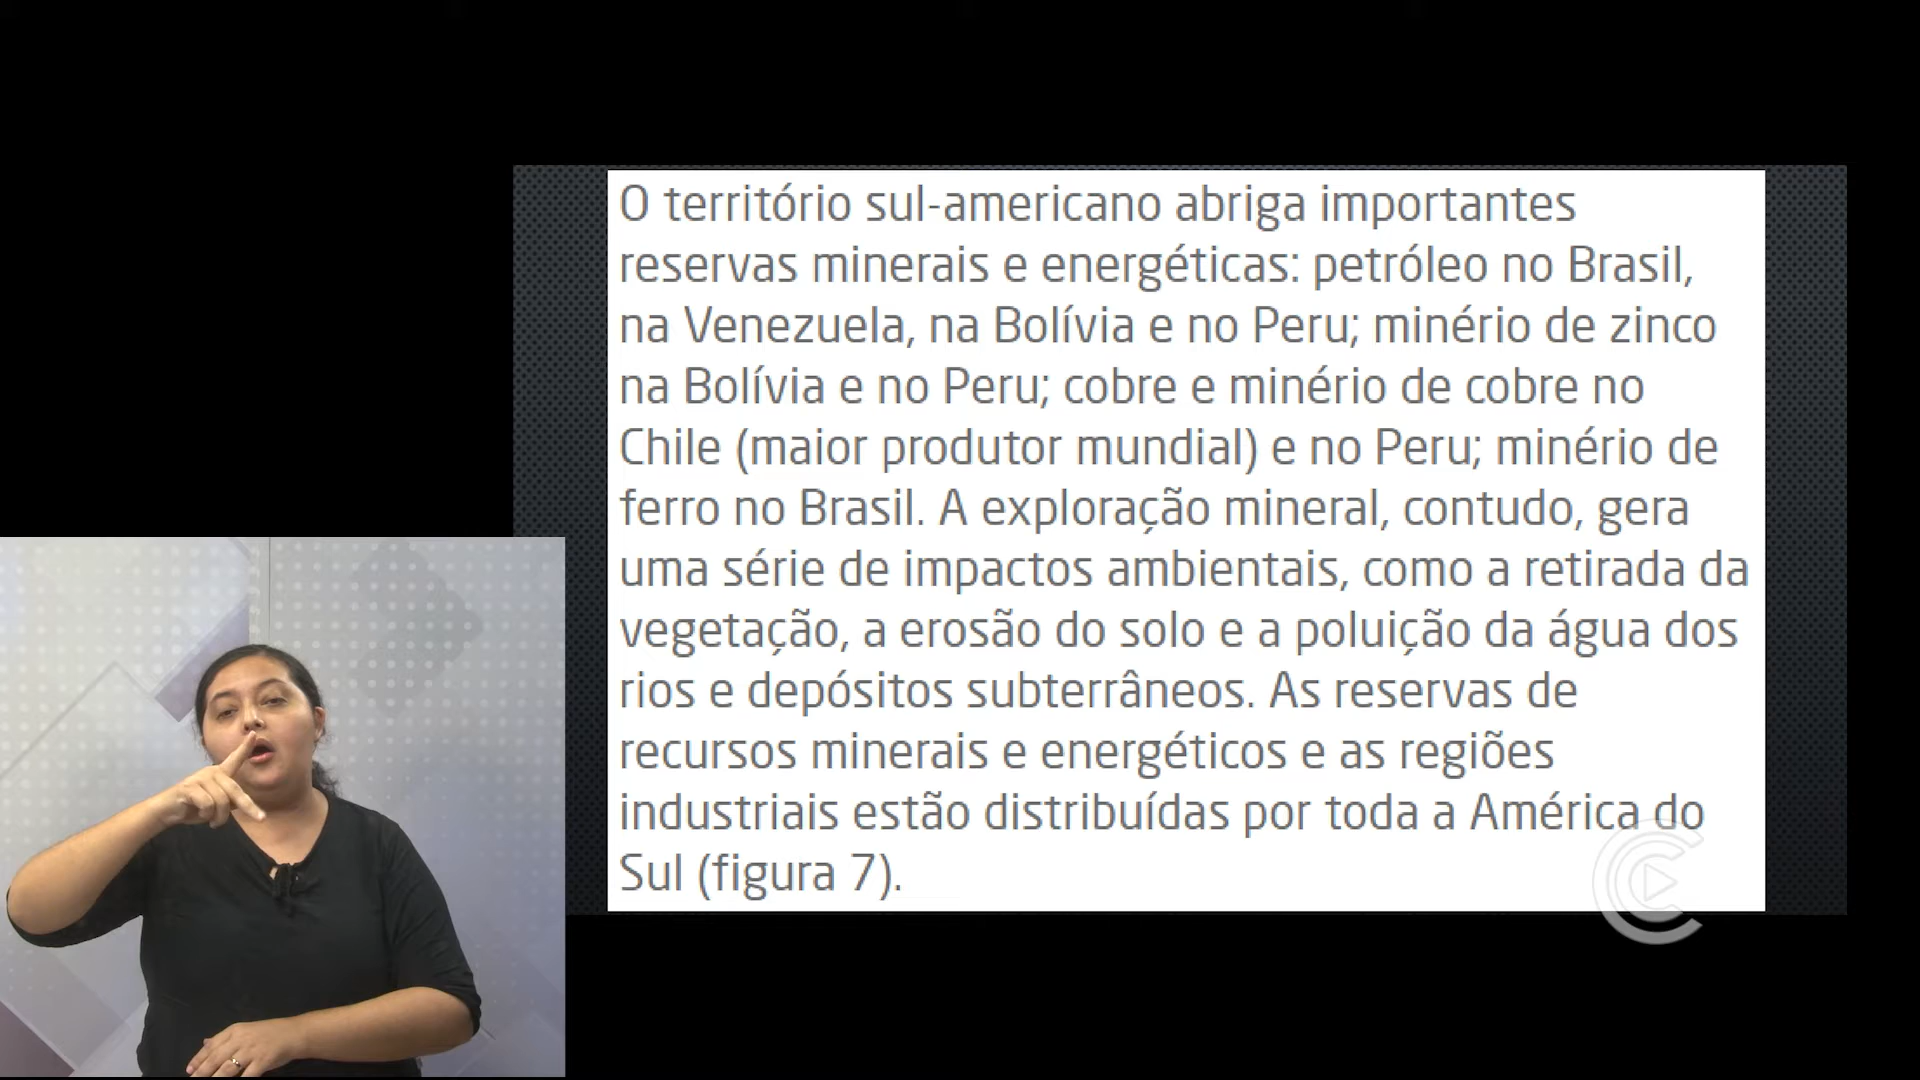 O território sul-americano abriga importantes
reservas minerais e energéticas: petróleo no Brasil,
na Venezuela, na Bolívia e no Peru; minério de zinco
na Bolívia e no Peru; cobre e minério de cobre no
Chile (maior produtor mundial) e no Peru; minério de
ferro no Brasil. A exploração mineral, contudo, gera
uma série de impactos ambientais, como a retirada da
vegetação, a erosão do solo e a poluição da água dos
rios e depósitos subterrâneos. As reservas de
recursos minerais e energéticos e as regiões
industriais estão distribuídas por toda a América do
Sul (figura 7).